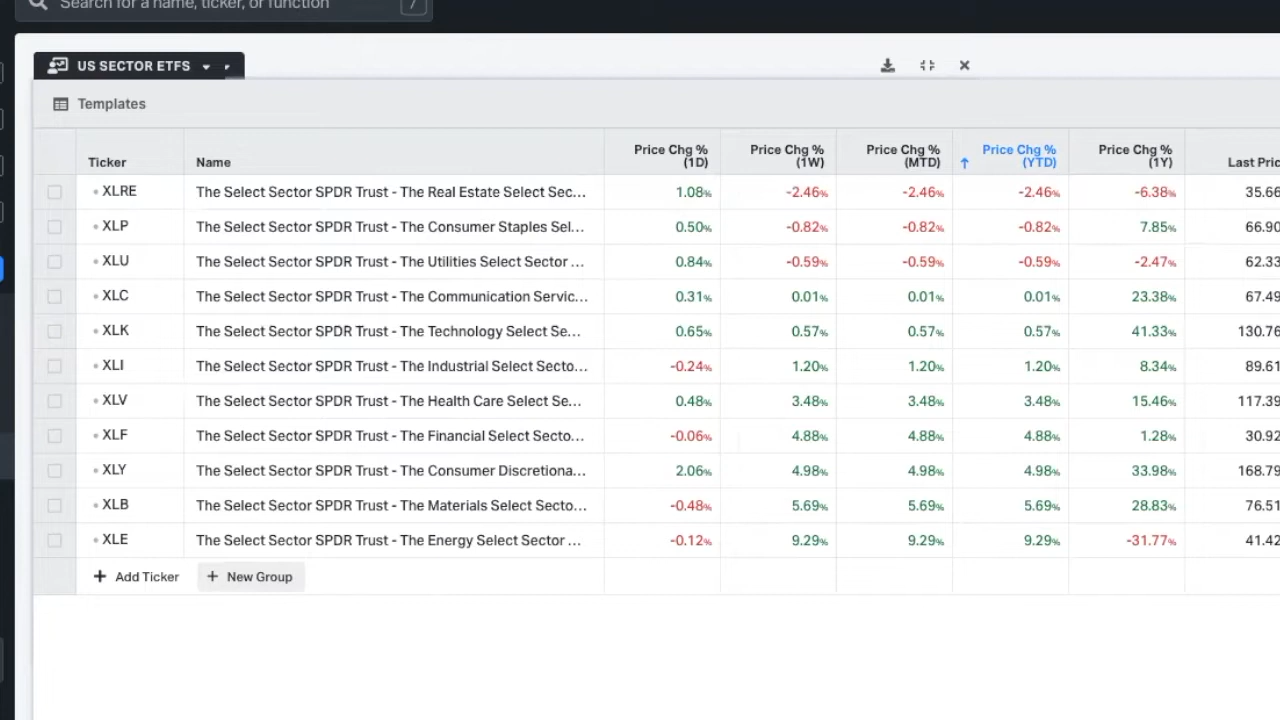 Search for a name, ticker, or function /
US SECTOR ETFS
Templates
Ticker Name Price Chg % (1D) Price Chg % (1W) Price Chg % (MTD) Price Chg % (YTD) Price Chg % (1Y) Last Pric
XLRE The Select Sector SPDR Trust - The Real Estate Select Sec... 1.08% -2.46% -2.46% -2.46% -6.38% 35.66
XLP The Select Sector SPDR Trust - The Consumer Staples Sel... 0.50% -0.82% -0.82% -0.82% 7.85% 66.90
XLU The Select Sector SPDR Trust - The Utilities Select Sector ... 0.84% -0.59% -0.59% -0.59% -2.47% 62.33
XLC The Select Sector SPDR Trust - The Communication Servic... 0.31% 0.01% 0.01% 0.01% 23.38% 67.49
XLK The Select Sector SPDR Trust - The Technology Select Se... 0.65% 0.57% 0.57% 0.57% 41.33% 130.76
XLI The Select Sector SPDR Trust - The Industrial Select Secto... -0.24% 1.20% 1.20% 1.20% 8.34% 89.61
XLV The Select Sector SPDR Trust - The Health Care Select Se... 0.48% 3.48% 3.48% 3.48% 15.46% 117.39
XLF The Select Sector SPDR Trust - The Financial Select Secto... -0.06% 4.88% 4.88% 4.88% 1.28% 30.92
XLY The Select Sector SPDR Trust - The Consumer Discretiona... 2.06% 4.98% 4.98% 4.98% 33.98% 168.79
XLB The Select Sector SPDR Trust - The Materials Select Secto... -0.48% 5.69% 5.69% 5.69% 28.83% 76.51
XLE The Select Sector SPDR Trust - The Energy Select Sector ... -0.12% 9.29% 9.29% 9.29% -31.77% 41.42
+ Add Ticker + New Group